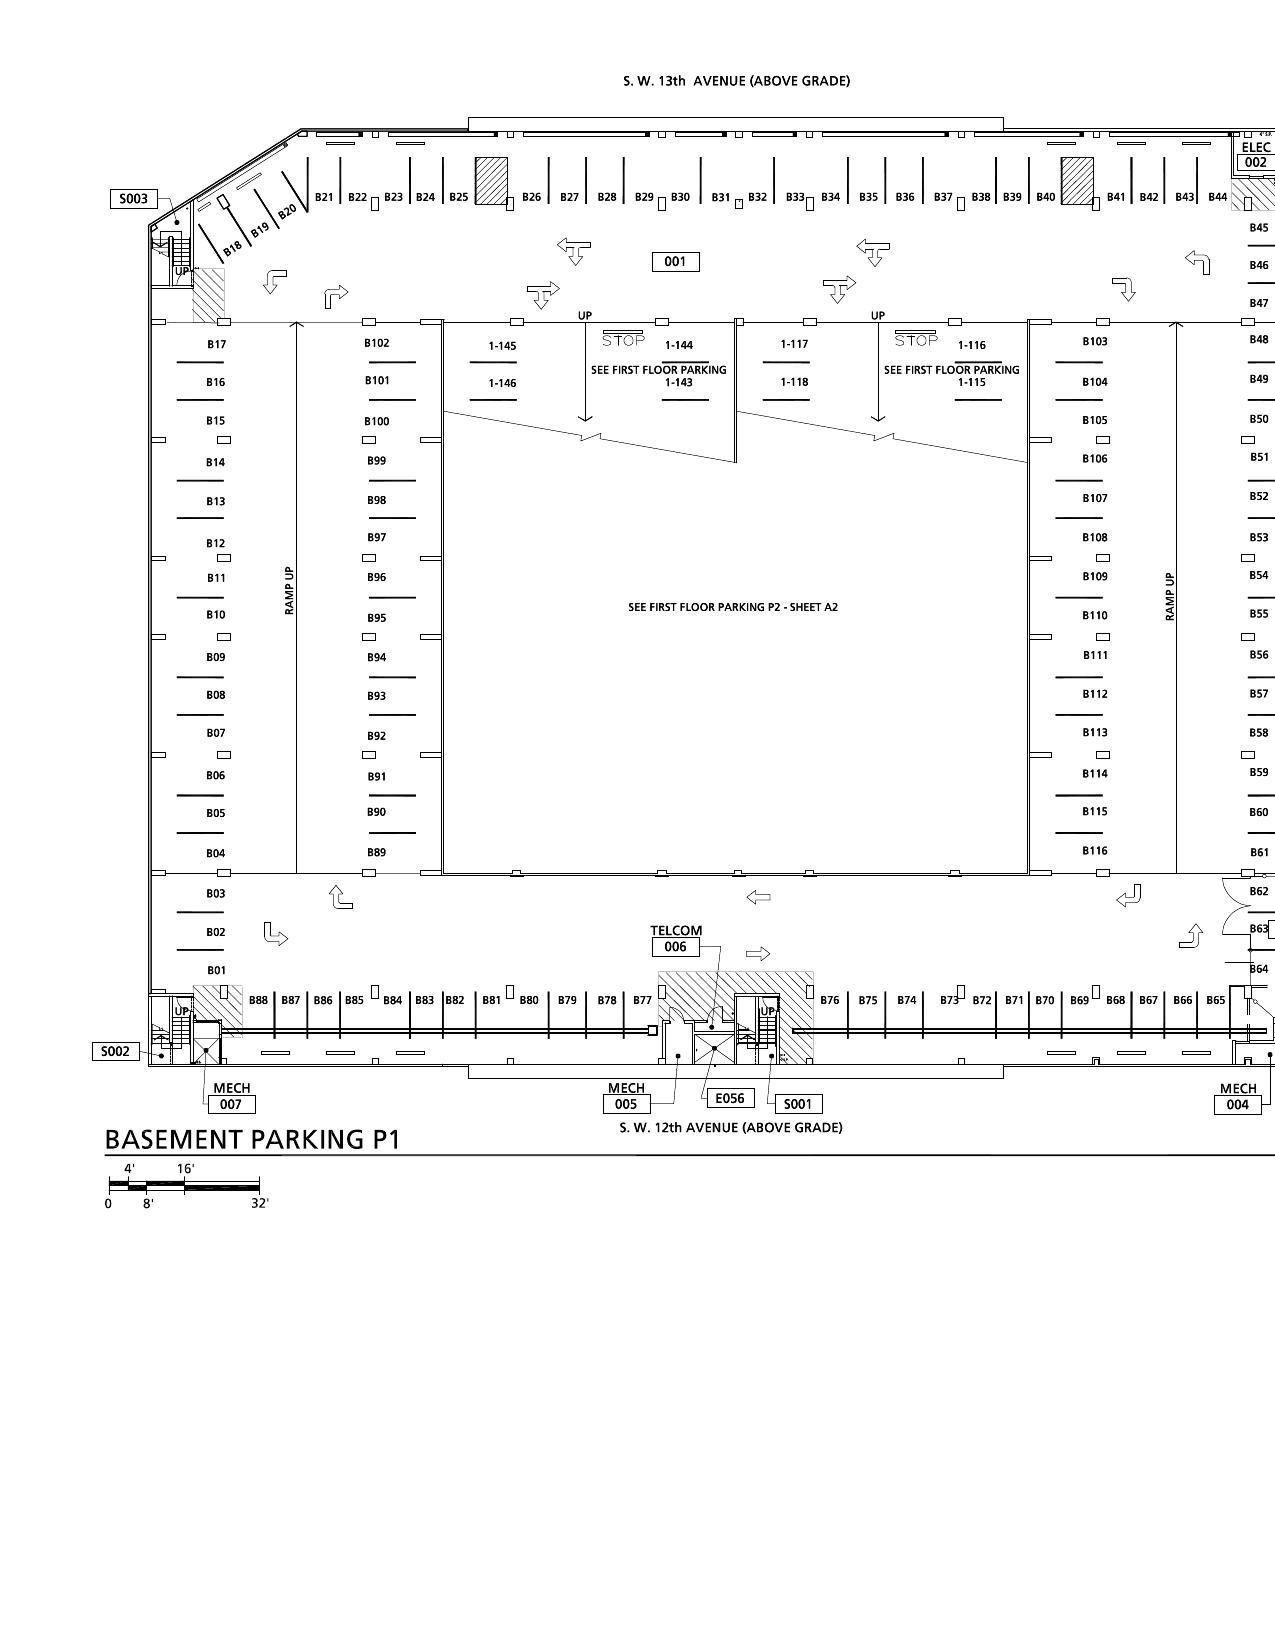 S. W. 13th AVENUE (ABOVE GRADE)
ELEC
002
S003
B18
B19
B20
B21
B22
B23
B24
B25
B26
B27
B28
B29
B30
B31
B32
B33
B34
B35
B36
B37
B38
B39
B40
B41
B42
B43
B44
B45
B46
B47
001
UP
UP
UP
B17
B102
1-145
STOP
1-144
1-117
STOP
1-116
B103
B48
SEE FIRST FLOOR PARKING
SEE FIRST FLOOR PARKING
B16
B101
1-146
1-143
1-118
1-115
B104
B49
B15
B100
B105
B50
B14
B99
B106
B51
B13
B98
B107
B52
B12
B97
B108
B53
B11
B96
B109
B54
RAMP UP
RAMP UP
SEE FIRST FLOOR PARKING P2 - SHEET A2
B10
B95
B110
B55
B09
B94
B111
B56
B08
B93
B112
B57
B07
B92
B113
B58
B06
B91
B114
B59
B05
B90
B115
B60
B04
B89
B116
B61
B03
B62
B02
TELCOM
006
B63
B01
B64
B88
B87
B86
B85
B84
B83
B82
B81
B80
B79
B78
B77
B76
B75
B74
B73
B72
B71
B70
B69
B68
B67
B66
B65
UP
UP
S002
MECH
007
MECH
005
E056
S001
MECH
004
S. W. 12th AVENUE (ABOVE GRADE)
BASEMENT PARKING P1
4'
16'
0
8'
32'